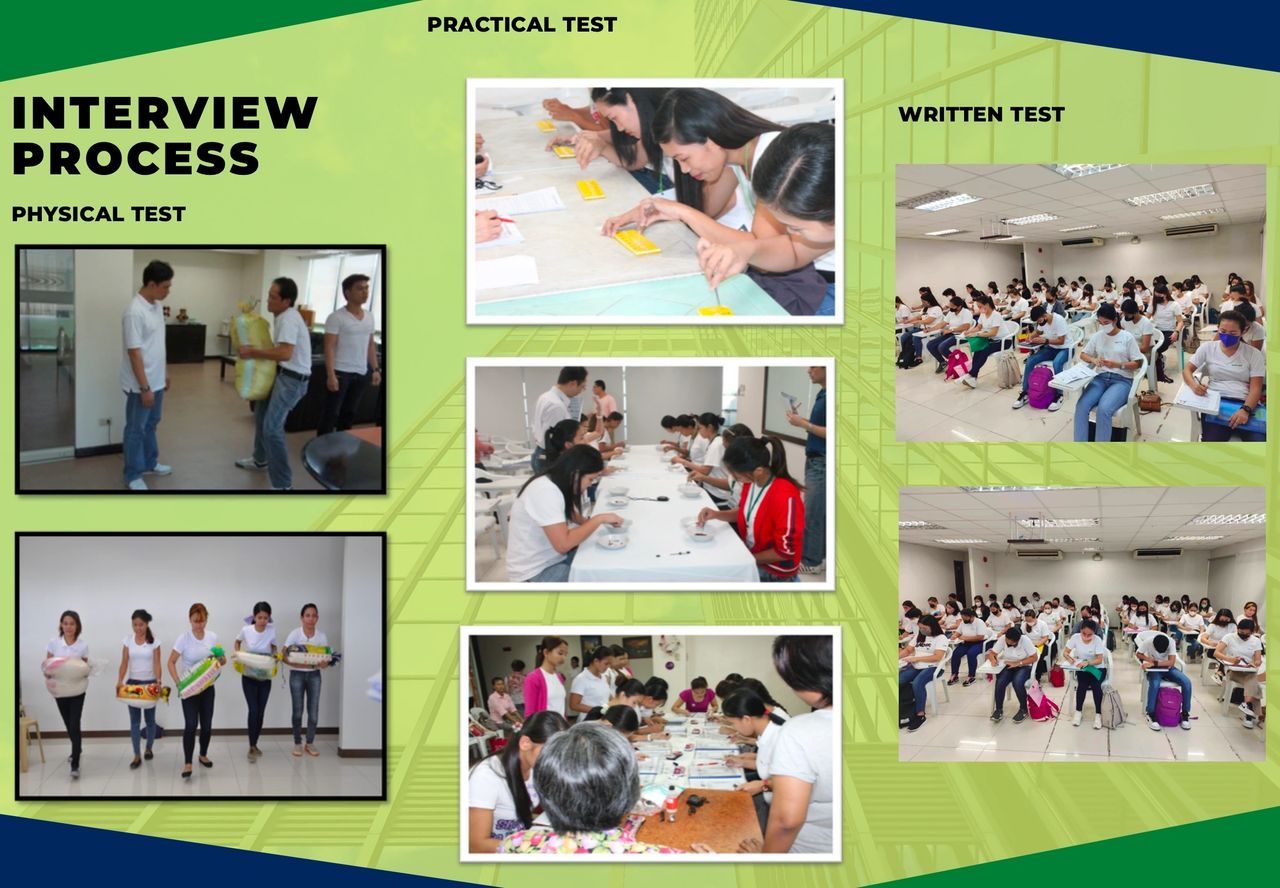 PRACTICAL TEST
INTERVIEW
PROCESS
PHYSICAL TEST
WRITTEN TEST